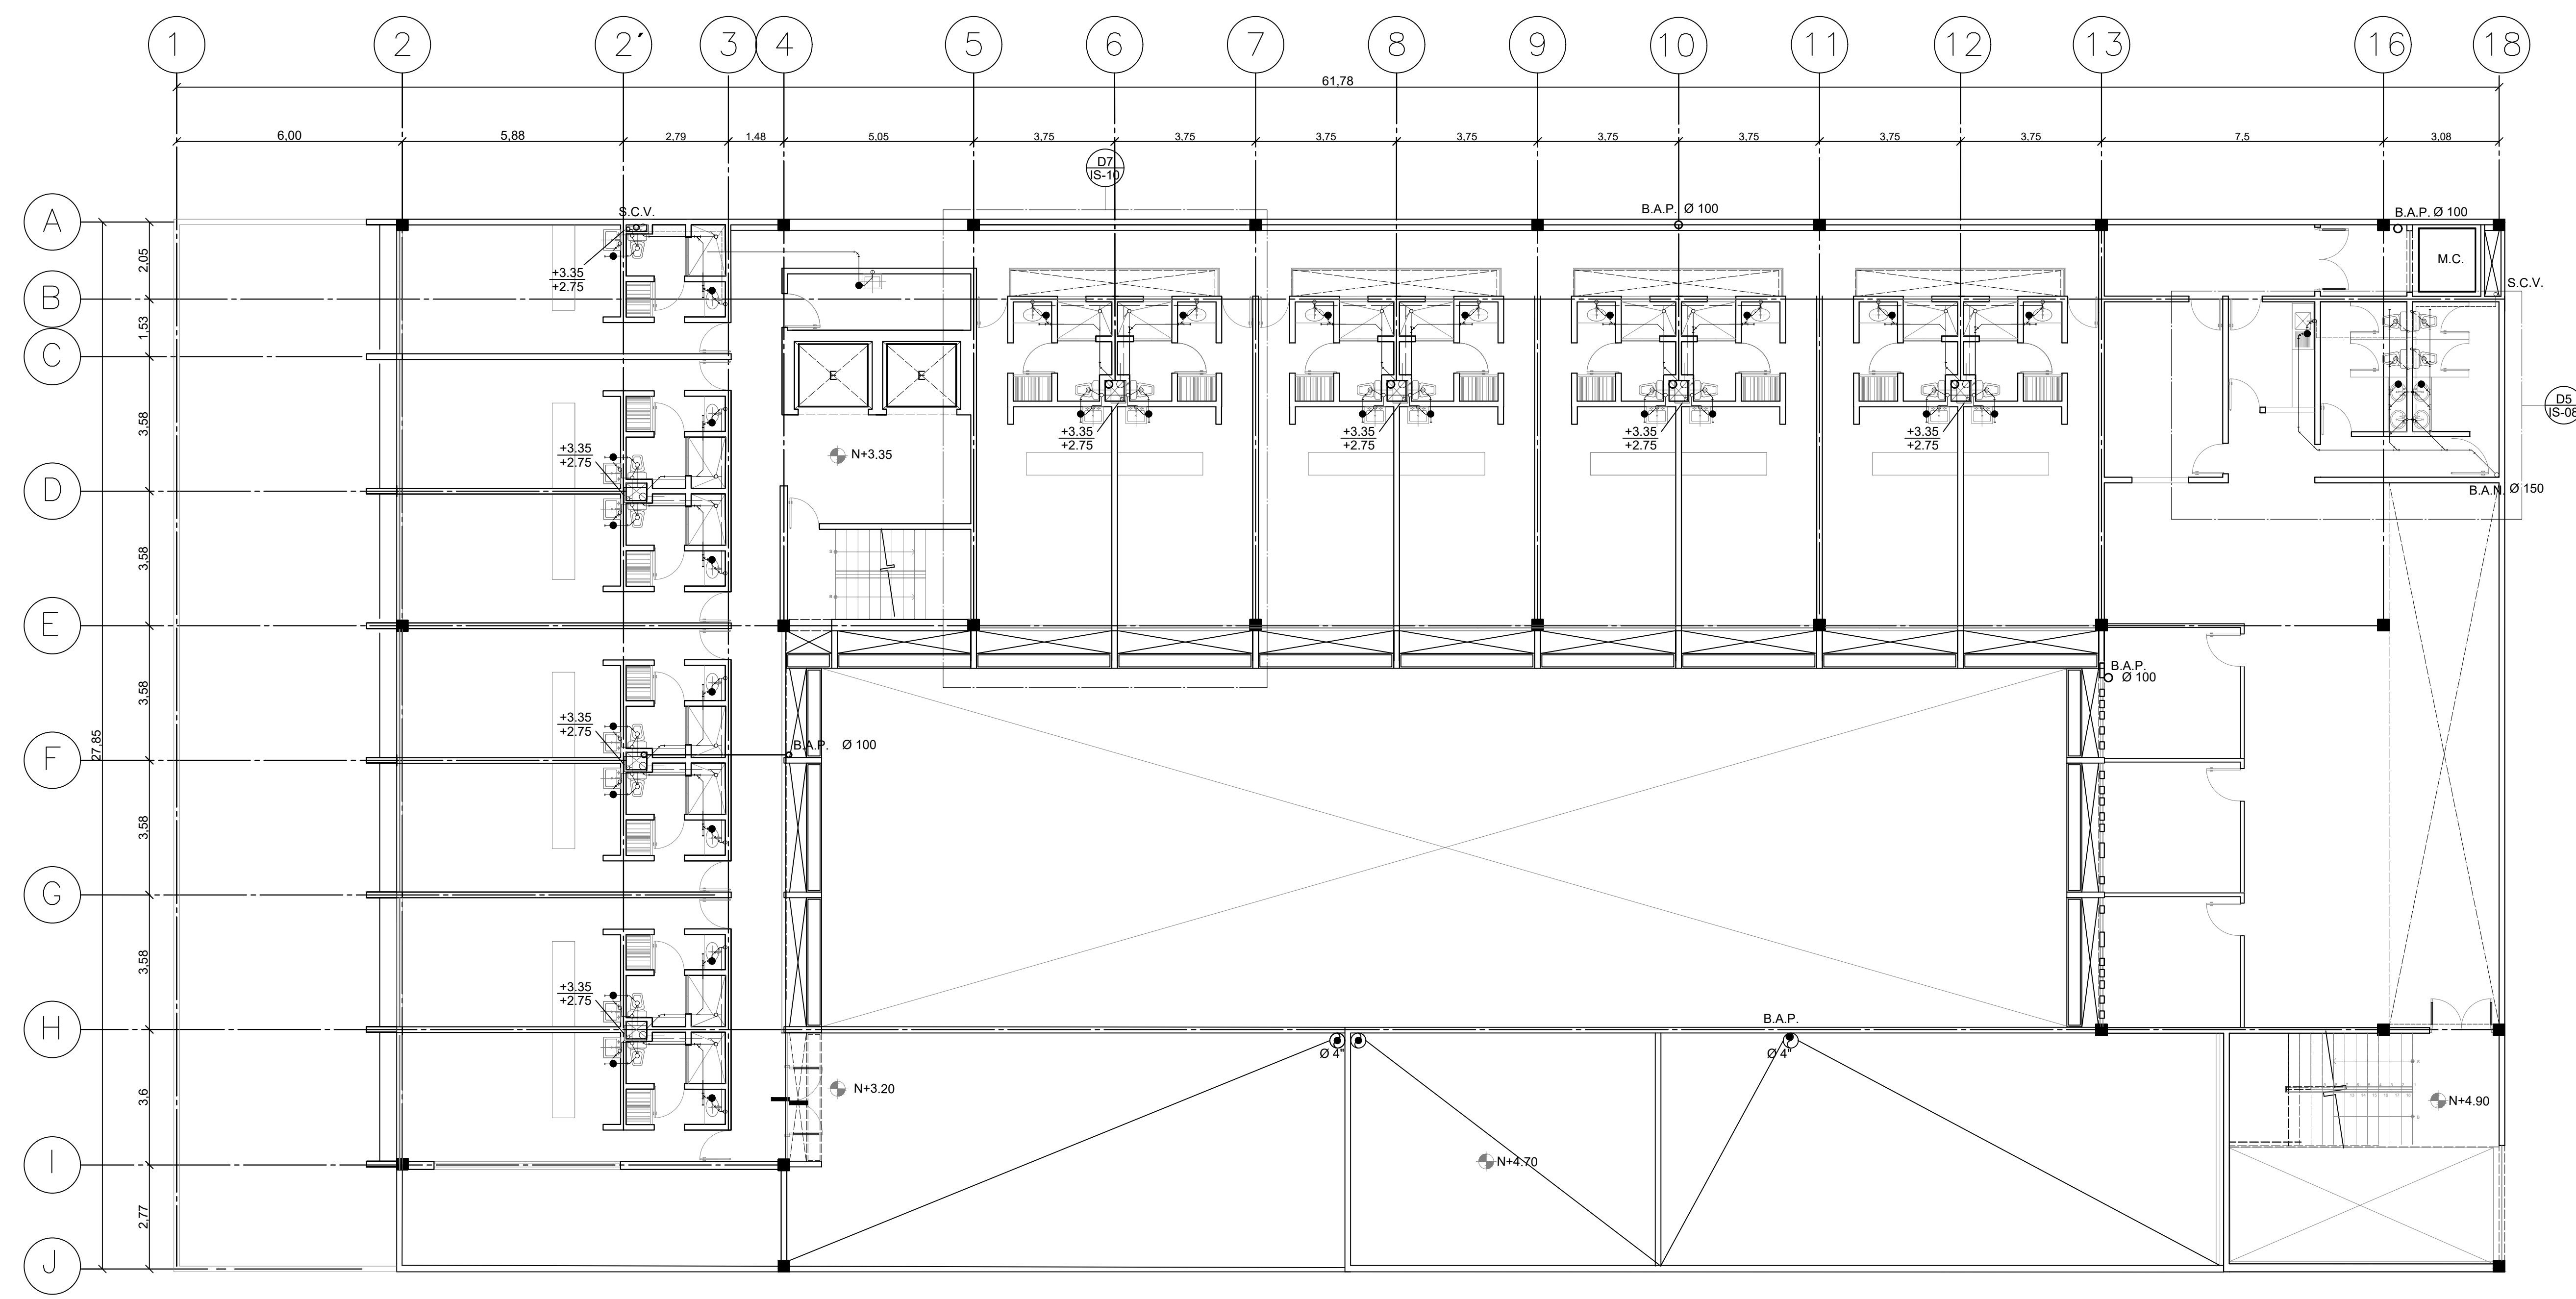 1 2 2' 3 4 5 6 7 8 9 10 11 12 13 16 18
61,78
6,00 5,88 2,79 1,48 5,05 3,75 3,75 3,75 3,75 3,75 3,75 3,75 3,75 7,5 3,08
D7
IS-10
A
B
C
D
E
F
G
H
I
J
27,85
2,05
1,53
3,58
3,58
3,58
3,58
3,58
3,6
2,77
S.C.V.
B.A.P. Ø 100
B.A.P. Ø 100
M.C.
S.C.V.
+3.35
+2.75
E E
N+3.35
+3.35
+2.75
+3.35
+2.75
+3.35
+2.75
+3.35
+2.75
+3.35
+2.75
D5
IS-08
B.A.N. Ø 150
B.A.P.
Ø 100
+3.35
+2.75
B.A.P. Ø 100
+3.35
+2.75
B.A.P.
Ø 4"
Ø 4"
N+3.20
N+4.70
N+4.90